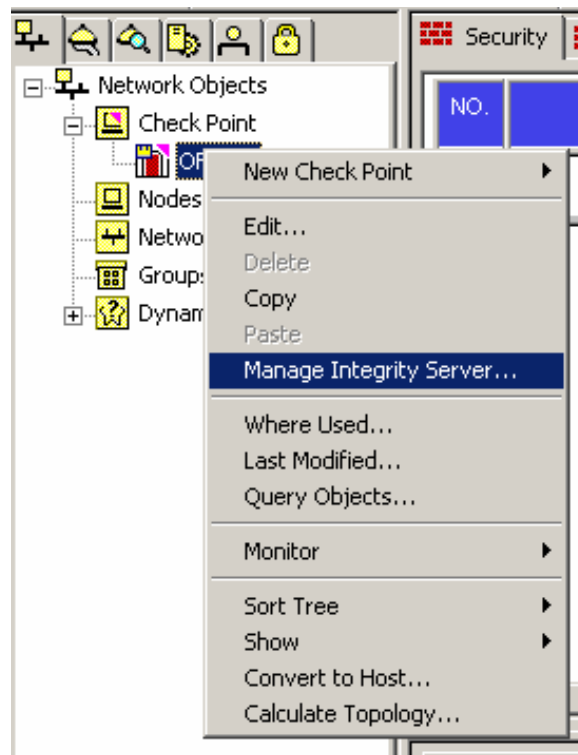 Security
Network Objects
NO.
Check Point
New Check Point
Nodes
Edit...
Delete
Copy
Paste
Manage Integrity Server...
Where Used...
Last Modified...
Query Objects...
Monitor
Sort Tree
Show
Convert to Host...
Calculate Topology...